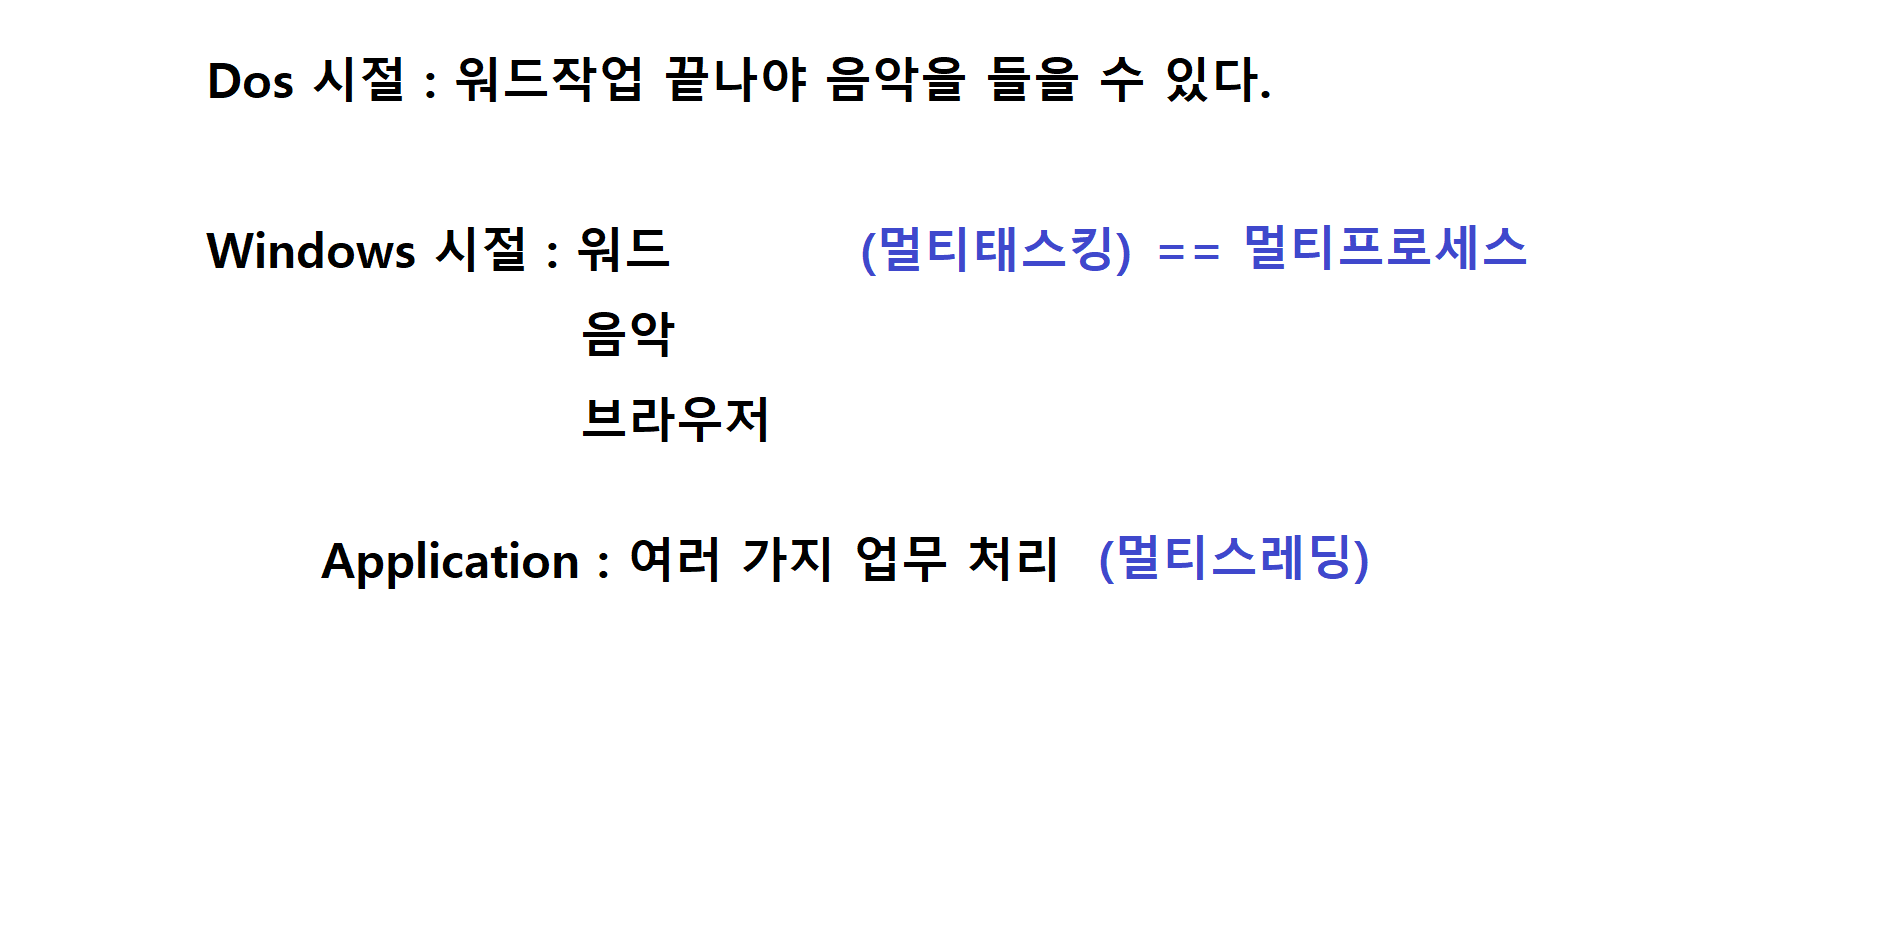 Dos 시절 : 워드작업 끝나야 음악을 들을 수 있다.
Windows 시절 : 워드 (멀티태스킹) == 멀티프로세스
음악
브라우저
Application : 여러 가지 업무 처리 (멀티스레딩)